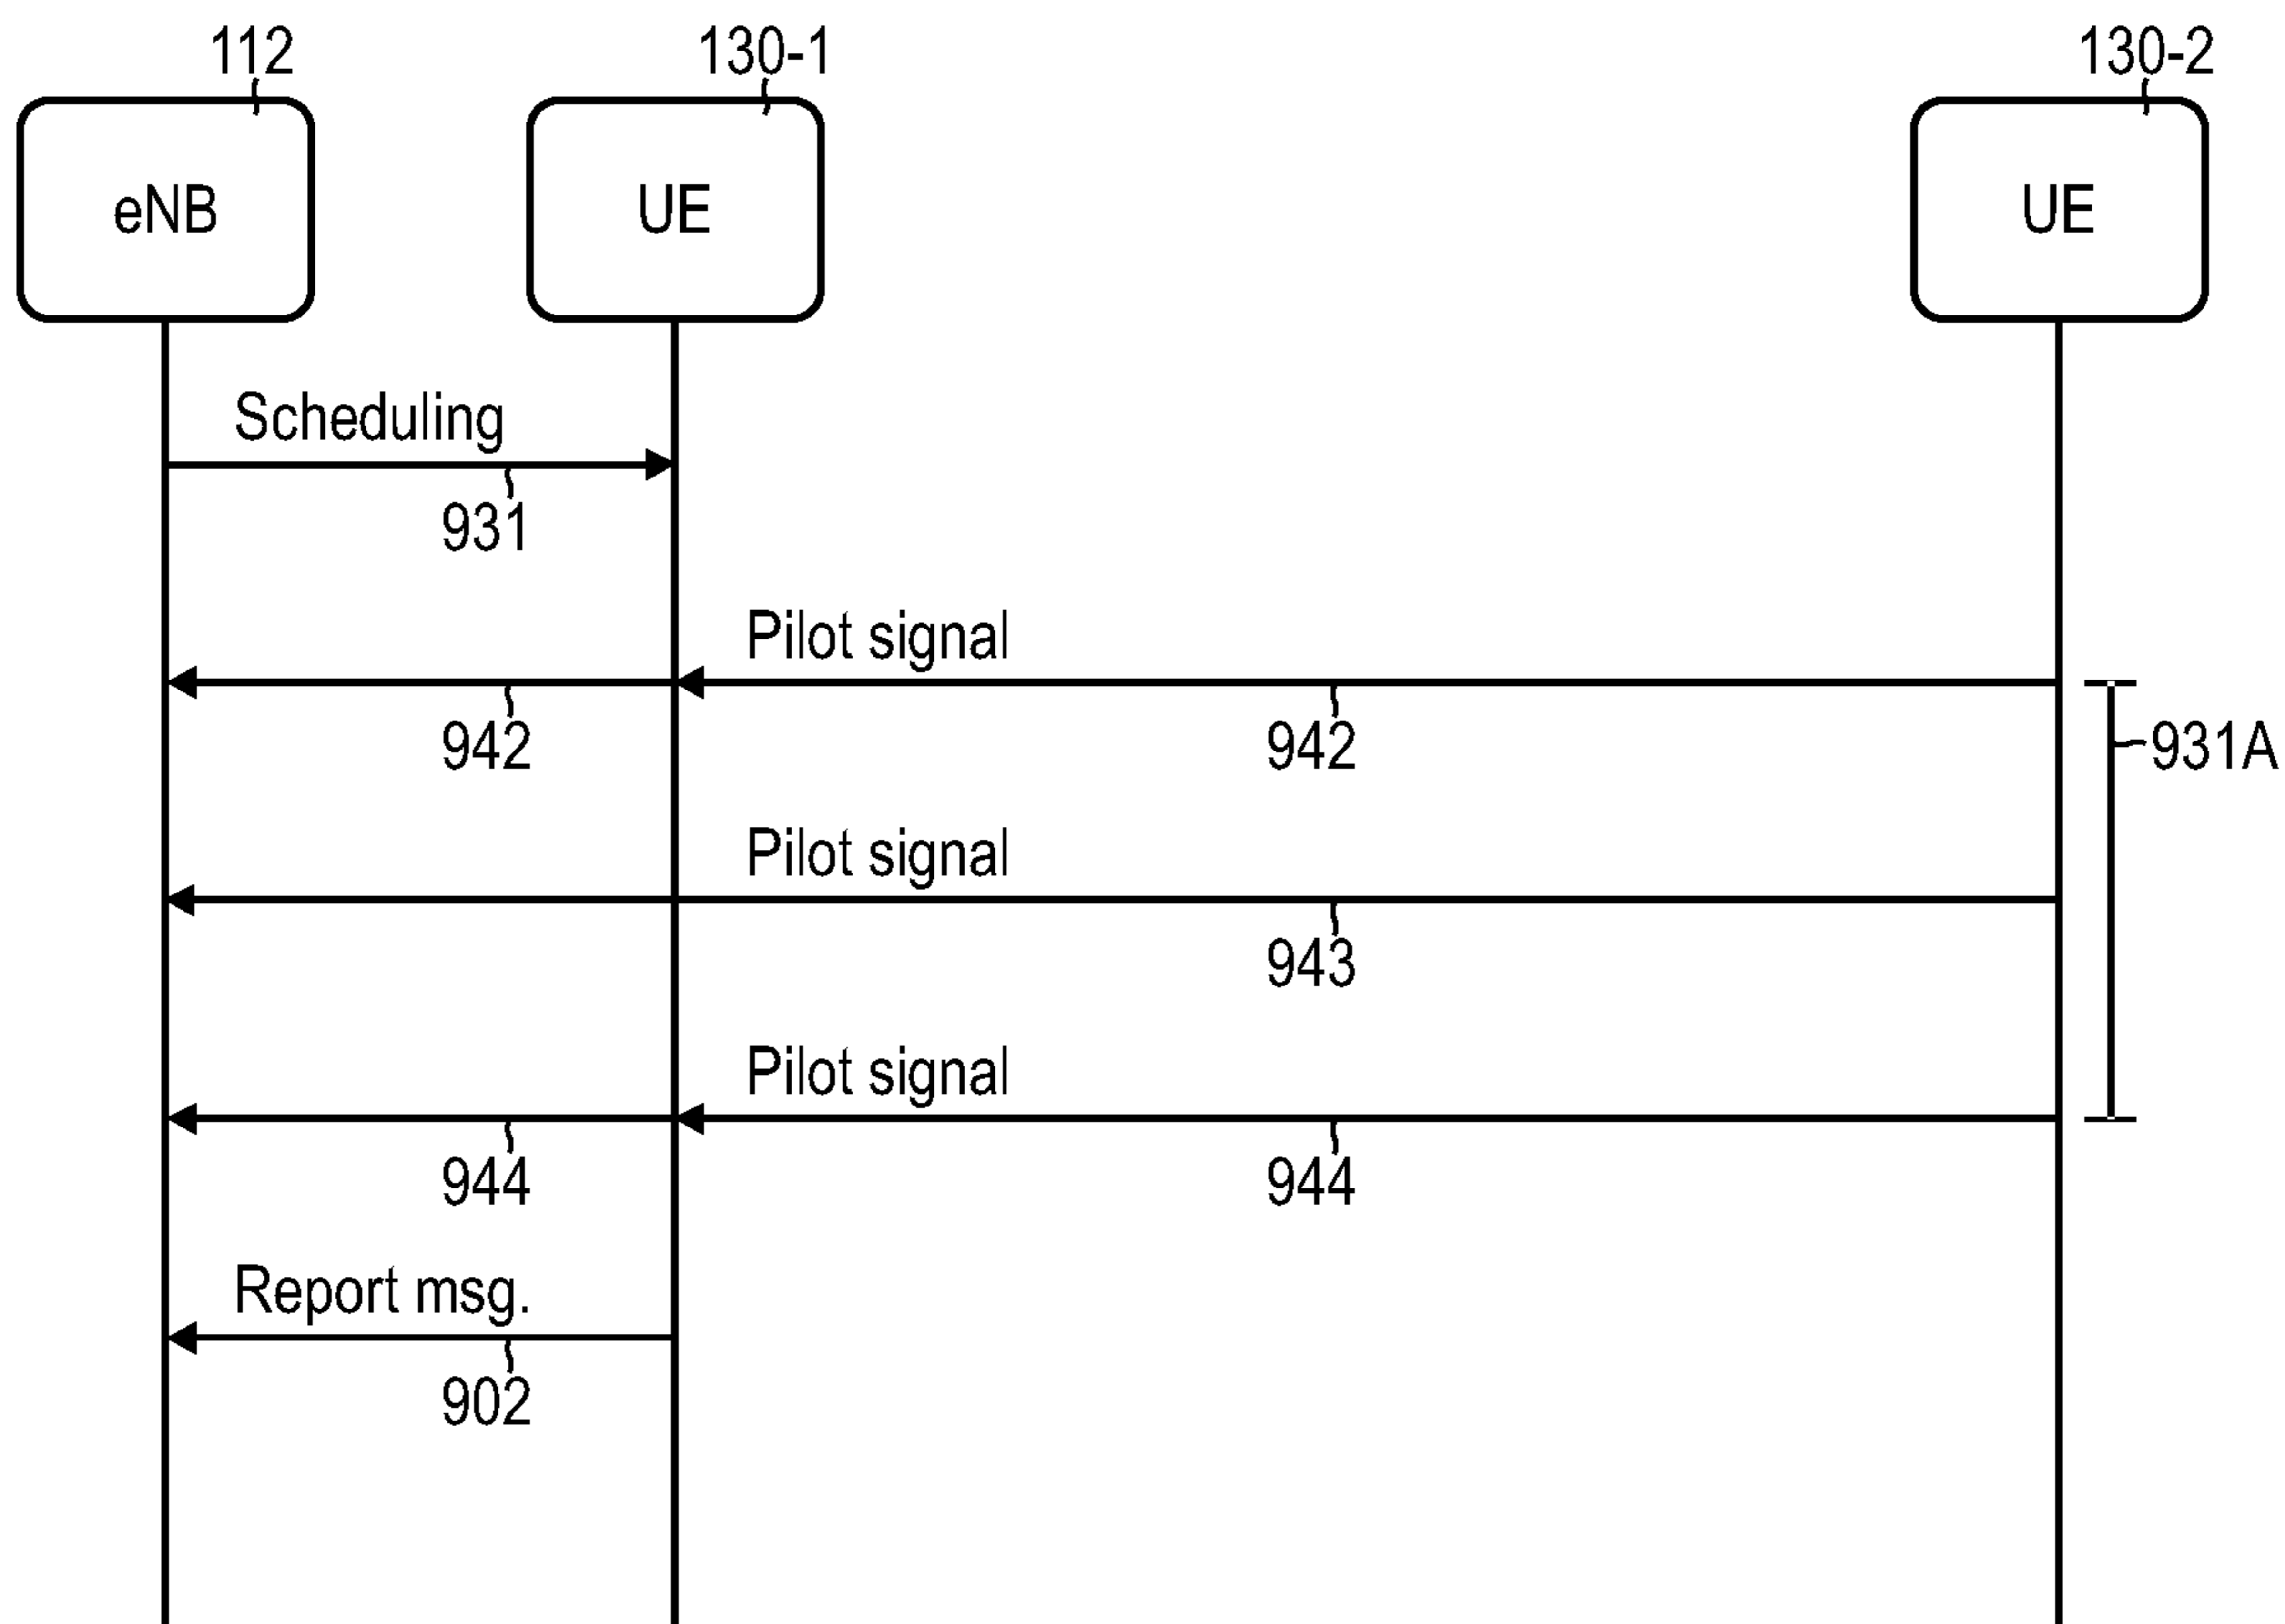 112
130-1
130-2
eNB
UE
UE
Scheduling
931
Pilot signal
942
942
931A
Pilot signal
943
Pilot signal
944
944
Report msg.
902